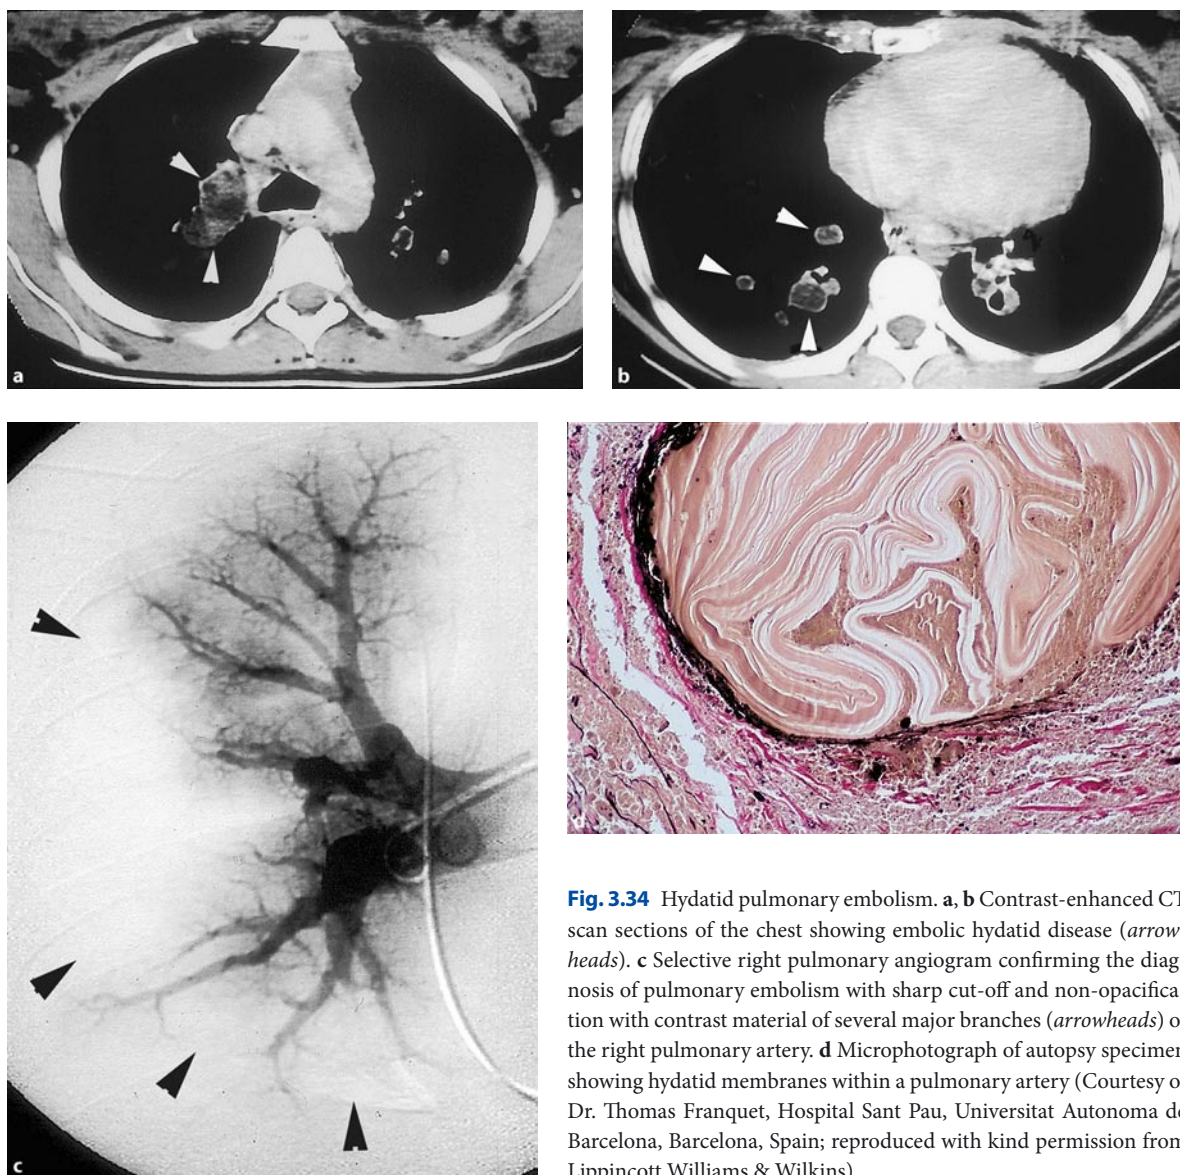 a
b
c
d
Fig. 3.34 Hydatid pulmonary embolism. a, b Contrast-enhanced CT
scan sections of the chest showing embolic hydatid disease (arrow
heads). c Selective right pulmonary angiogram confirming the diag
nosis of pulmonary embolism with sharp cut-off and non-opacifica
tion with contrast material of several major branches (arrowheads) o
the right pulmonary artery. d Microphotograph of autopsy specimen
showing hydatid membranes within a pulmonary artery (Courtesy o
Dr. Thomas Franquet, Hospital Sant Pau, Universitat Autonoma de
Barcelona, Barcelona, Spain; reproduced with kind permission from
Lippincott Williams & Wilkins)